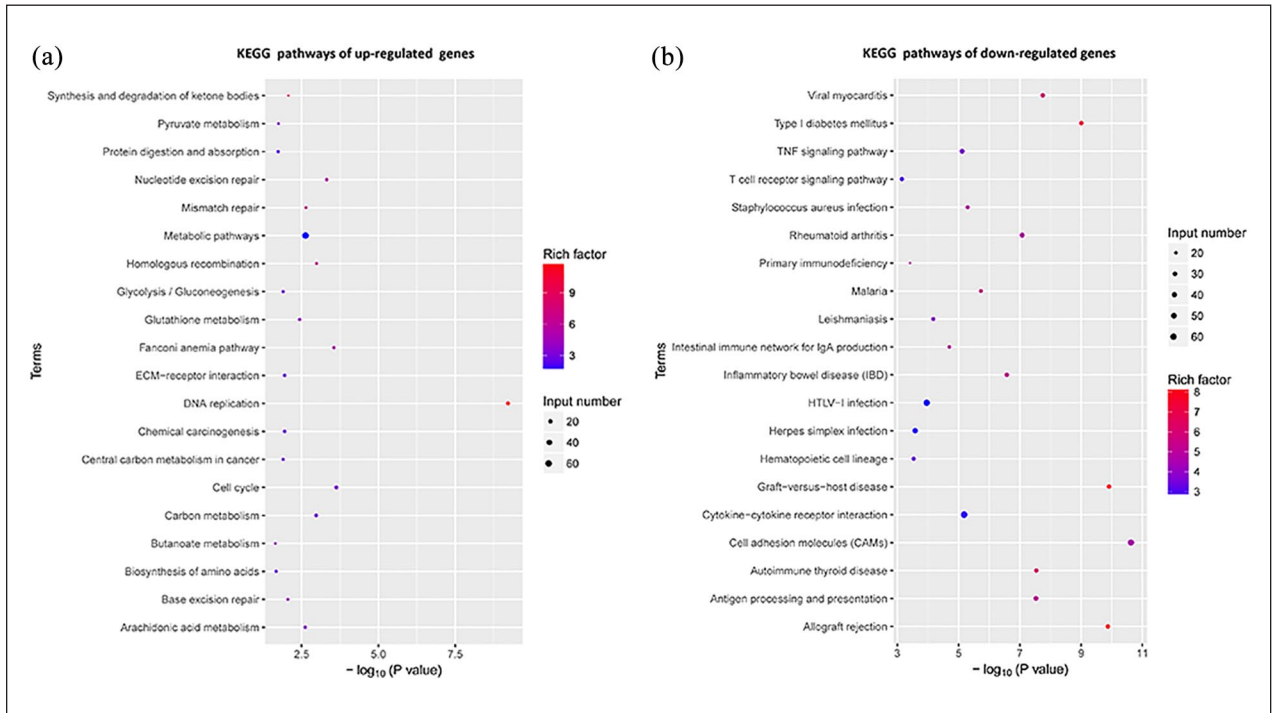 (a)
KEGG pathways of up-regulated genes
Synthesis and degradation of ketone bodies
Pyruvate metabolism
Protein digestion and absorption
Nucleotide excision repair
Mismatch repair
Metabolic pathways
Homologous recombination
Glycolysis / Gluconeogenesis
Glutathione metabolism
Fanconi anemia pathway
ECM−receptor interaction
DNA replication
Chemical carcinogenesis
Central carbon metabolism in cancer
Cell cycle
Carbon metabolism
Butanoate metabolism
Biosynthesis of amino acids
Base excision repair
Arachidonic acid metabolism
Terms
2.5 5.0 7.5
− log10 (P value)
Rich factor
9
6
3
Input number
20
40
60
(b)
KEGG pathways of down-regulated genes
Viral myocarditis
Type I diabetes mellitus
TNF signaling pathway
T cell receptor signaling pathway
Staphylococcus aureus infection
Rheumatoid arthritis
Primary immunodeficiency
Malaria
Leishmaniasis
Intestinal immune network for IgA production
Inflammatory bowel disease (IBD)
HTLV−I infection
Herpes simplex infection
Hematopoietic cell lineage
Graft−versus−host disease
Cytokine−cytokine receptor interaction
Cell adhesion molecules (CAMs)
Autoimmune thyroid disease
Antigen processing and presentation
Allograft rejection
Terms
3 5 7 9 11
− log10 (P value)
Input number
20
30
40
50
60
Rich factor
8
7
6
5
4
3